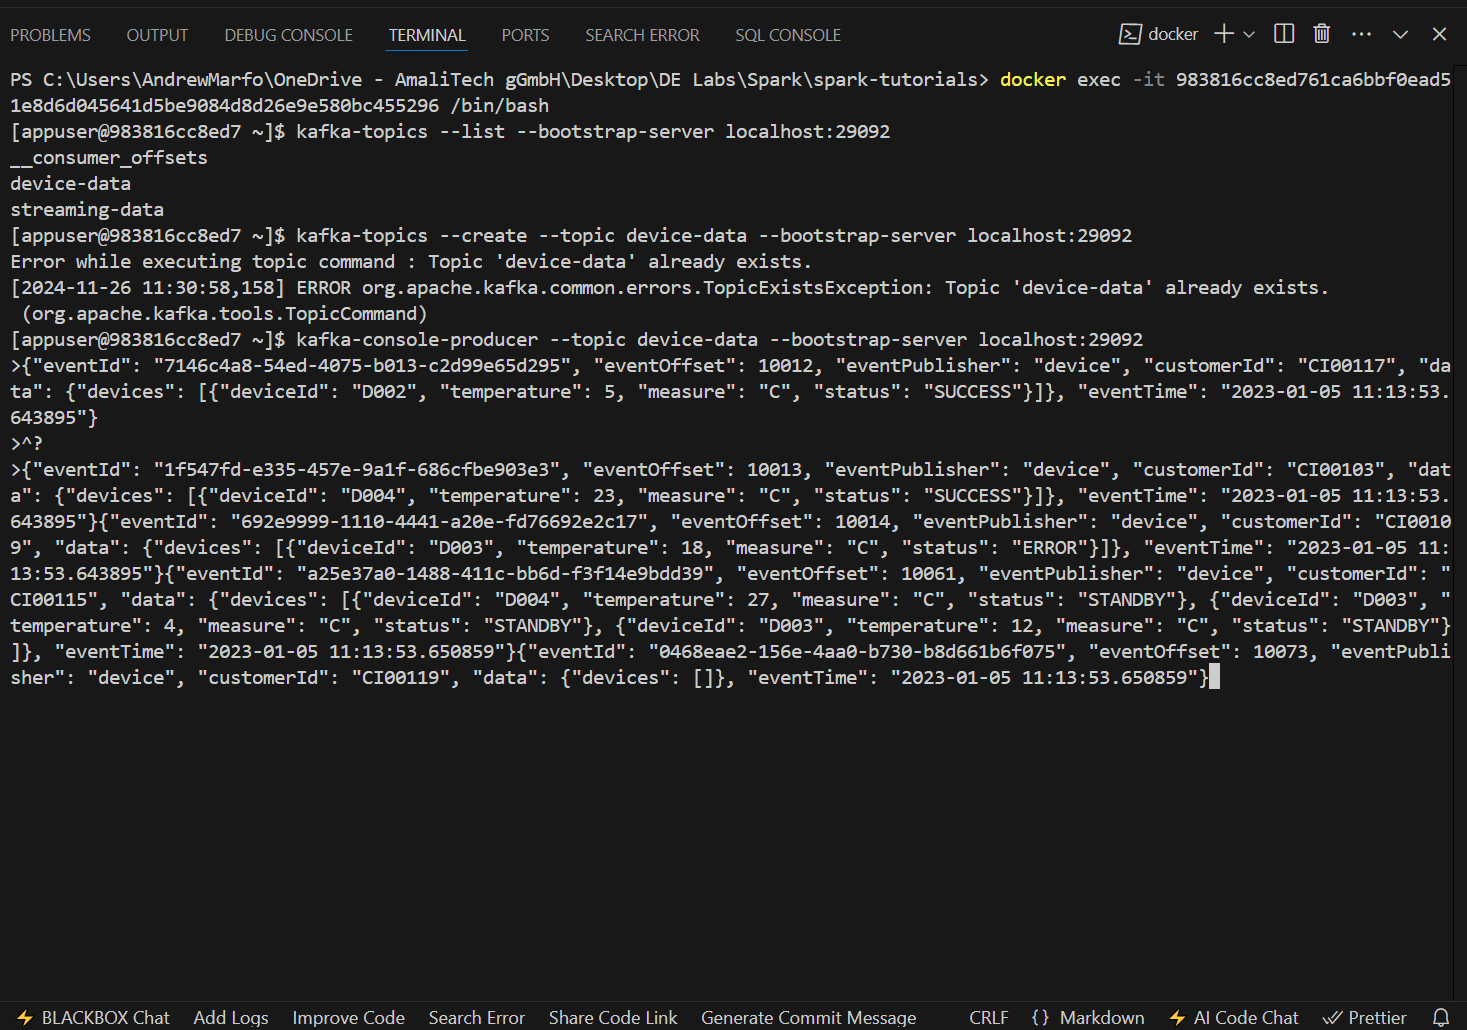 PROBLEMS OUTPUT DEBUG CONSOLE TERMINAL PORTS SEARCH ERROR SQL CONSOLE docker
PS C:\Users\AndrewMarfo\OneDrive - AmaliTech gGmbH\Desktop\DE Labs\Spark\spark-tutorials> docker exec -it 983816cc8ed761ca6bbf0ead5
1e8d6d045641d5be9084d8d26e9e580bc455296 /bin/bash
[appuser@983816cc8ed7 ~]$ kafka-topics --list --bootstrap-server localhost:29092
__consumer_offsets
device-data
streaming-data
[appuser@983816cc8ed7 ~]$ kafka-topics --create --topic device-data --bootstrap-server localhost:29092
Error while executing topic command : Topic 'device-data' already exists.
[2024-11-26 11:30:58,158] ERROR org.apache.kafka.common.errors.TopicExistsException: Topic 'device-data' already exists.
 (org.apache.kafka.tools.TopicCommand)
[appuser@983816cc8ed7 ~]$ kafka-console-producer --topic device-data --bootstrap-server localhost:29092
>{"eventId": "7146c4a8-54ed-4075-b013-c2d99e65d295", "eventOffset": 10012, "eventPublisher": "device", "customerId": "CI00117", "da
ta": {"devices": [{"deviceId": "D002", "temperature": 5, "measure": "C", "status": "SUCCESS"}]}, "eventTime": "2023-01-05 11:13:53.
643895"}
>^?
>{"eventId": "1f547fd-e335-457e-9a1f-686cfbe903e3", "eventOffset": 10013, "eventPublisher": "device", "customerId": "CI00103", "dat
a": {"devices": [{"deviceId": "D004", "temperature": 23, "measure": "C", "status": "SUCCESS"}]}, "eventTime": "2023-01-05 11:13:53.
643895"}{"eventId": "692e9999-1110-4441-a20e-fd76692e2c17", "eventOffset": 10014, "eventPublisher": "device", "customerId": "CI0010
9", "data": {"devices": [{"deviceId": "D003", "temperature": 18, "measure": "C", "status": "ERROR"}]}, "eventTime": "2023-01-05 11:
13:53.643895"}{"eventId": "a25e37a0-1488-411c-bb6d-f3f14e9bdd39", "eventOffset": 10061, "eventPublisher": "device", "customerId": "
CI00115", "data": {"devices": [{"deviceId": "D004", "temperature": 27, "measure": "C", "status": "STANDBY"}, {"deviceId": "D003", "
temperature": 4, "measure": "C", "status": "STANDBY"}, {"deviceId": "D003", "temperature": 12, "measure": "C", "status": "STANDBY"}
]}, "eventTime": "2023-01-05 11:13:53.650859"}{"eventId": "0468eae2-156e-4aa0-b730-b8d661b6f075", "eventOffset": 10073, "eventPubli
sher": "device", "customerId": "CI00119", "data": {"devices": []}, "eventTime": "2023-01-05 11:13:53.650859"}
BLACKBOX Chat Add Logs Improve Code Search Error Share Code Link Generate Commit Message CRLF {} Markdown AI Code Chat Prettier